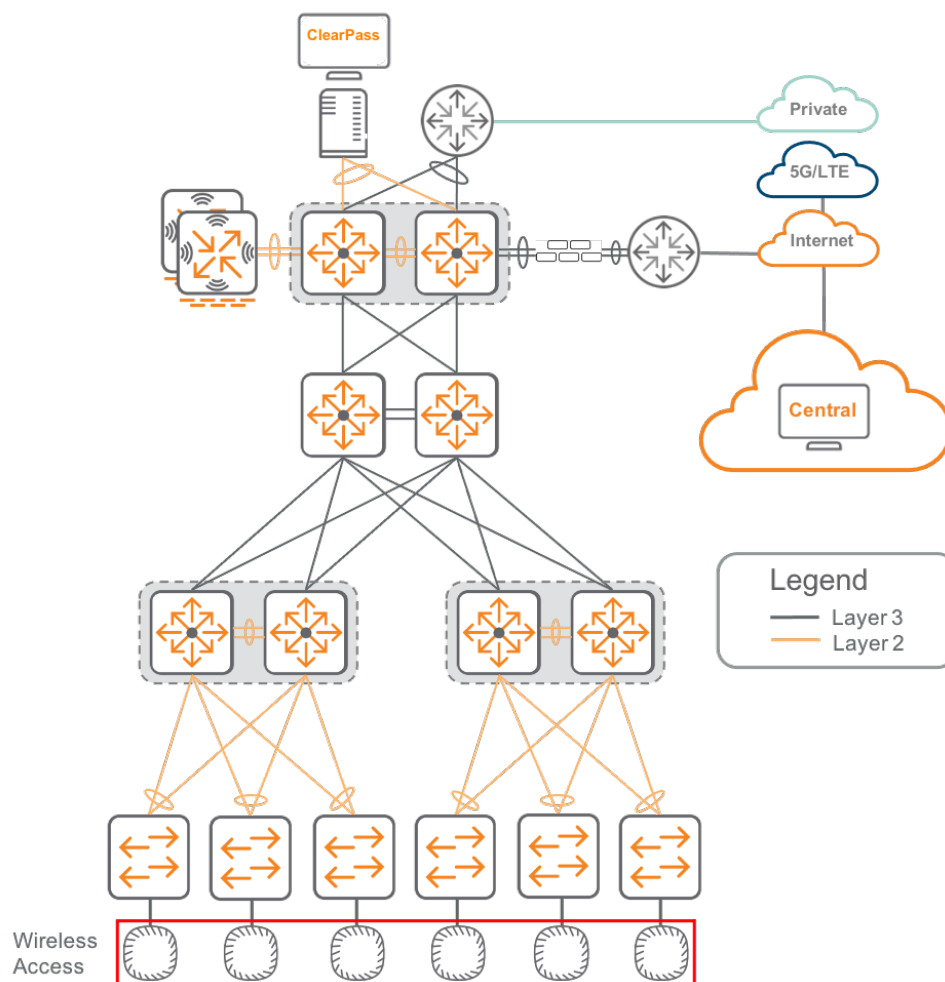 ClearPass
Private
5G/LTE
Internet
Central
Legend
Layer 3
Layer 2
Wireless
Access